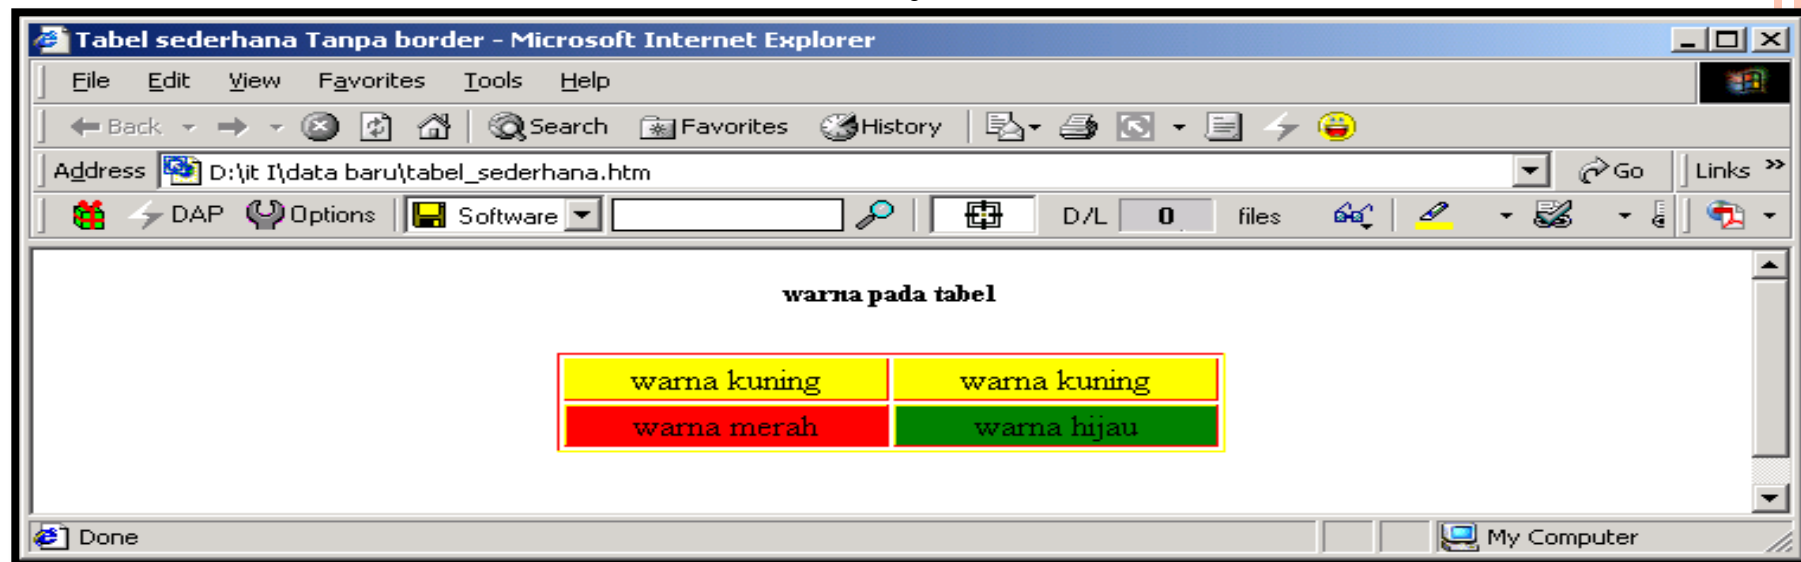 Tabel sederhana Tanpa border - Microsoft Internet Explorer
File Edit View Favorites Tools Help
Back Search Favorites History
Address D:\it I\data baru\tabel_sederhana.htm Go Links »
DAP Options Software D/L 0 files
warna pada tabel
warna kuning warna kuning
warna merah warna hijau
Done My Computer